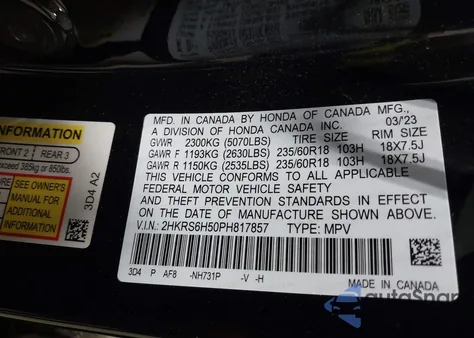 INFORMATION
FRONT 2 REAR 3
exceed 385kg or 850lbs.
SEE OWNER'S
MANUAL FOR
ADDITIONAL
INFORMATION
3D4 A2
MFD. IN CANADA BY HONDA OF CANADA MFG., 03/23
A DIVISION OF HONDA CANADA INC.
GVWR 2300KG (5070LBS) TIRE SIZE RIM SIZE
GAWR F 1193KG (2630LBS) 235/60R18 103H 18X7.5J
GAWR R 1150KG (2535LBS) 235/60R18 103H 18X7.5J
THIS VEHICLE CONFORMS TO ALL APPLICABLE
FEDERAL MOTOR VEHICLE SAFETY
AND THEFT PREVENTION STANDARDS IN EFFECT
ON THE DATE OF MANUFACTURE SHOWN ABOVE.
V.I.N.: 2HKRS6H50PH817857 TYPE: MPV
3D4 P AF8 -NH731P -V -H
MADE IN CANADA